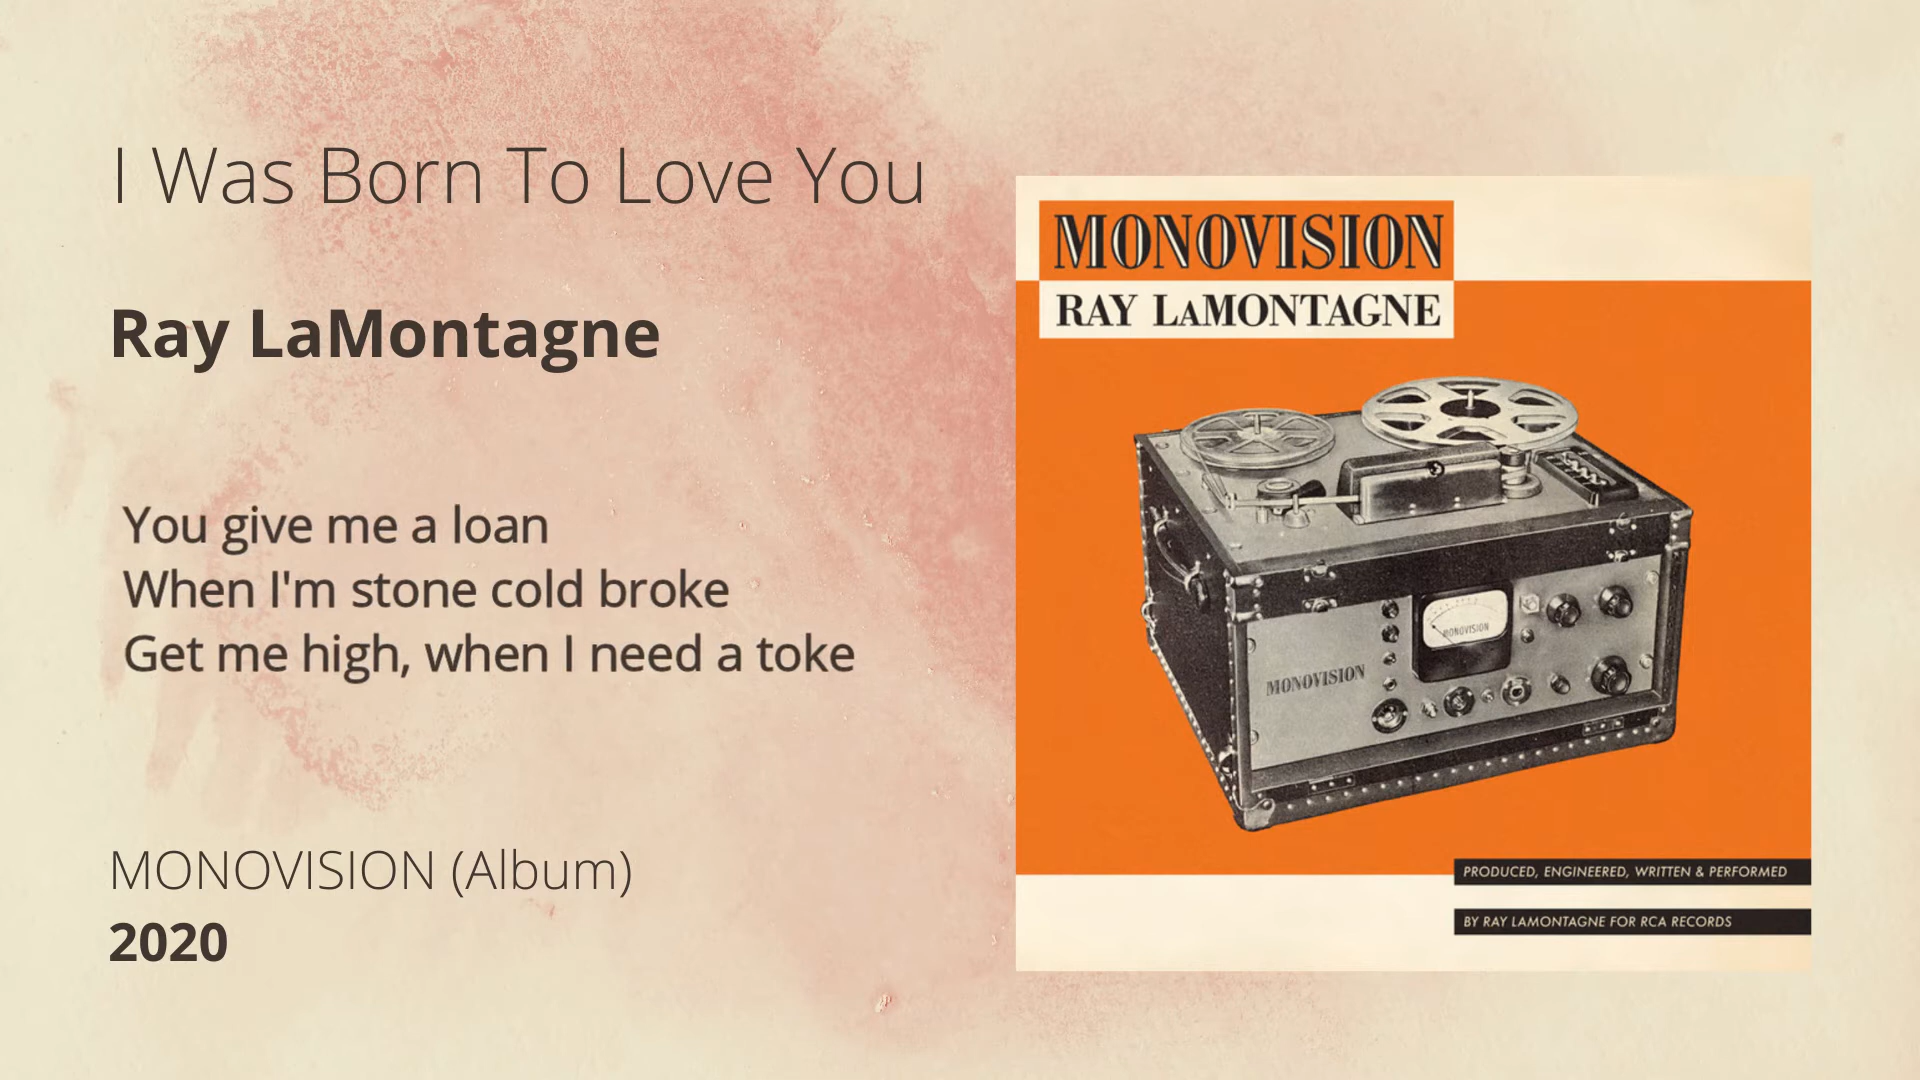 I Was Born To Love You
Ray LaMontagne
You give me a loan
When I'm stone cold broke
Get me high, when I need a toke
MONOVISION (Album)
2020
MONOVISION
RAY LAMONTAGNE
MONOVISION
MONOVISION
PRODUCED, ENGINEERED, WRITTEN & PERFORMED
BY RAY LAMONTAGNE FOR RCA RECORDS